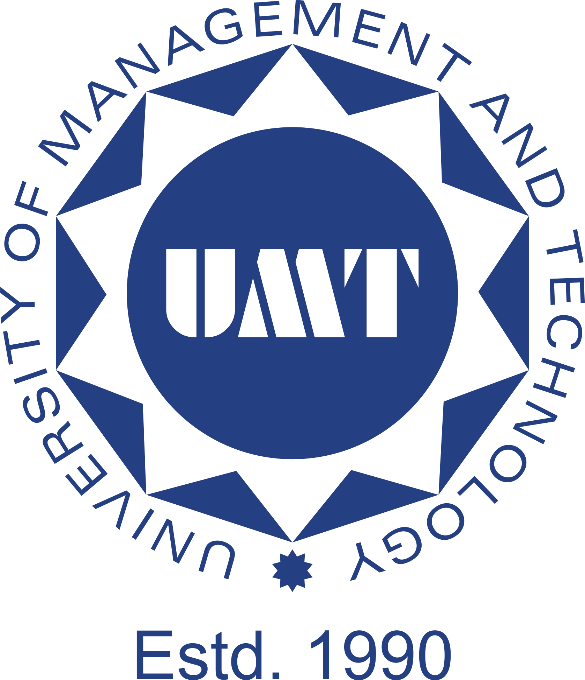 UNIVERSITY OF MANAGEMENT AND TECHNOLOGY
UMT
Estd. 1990